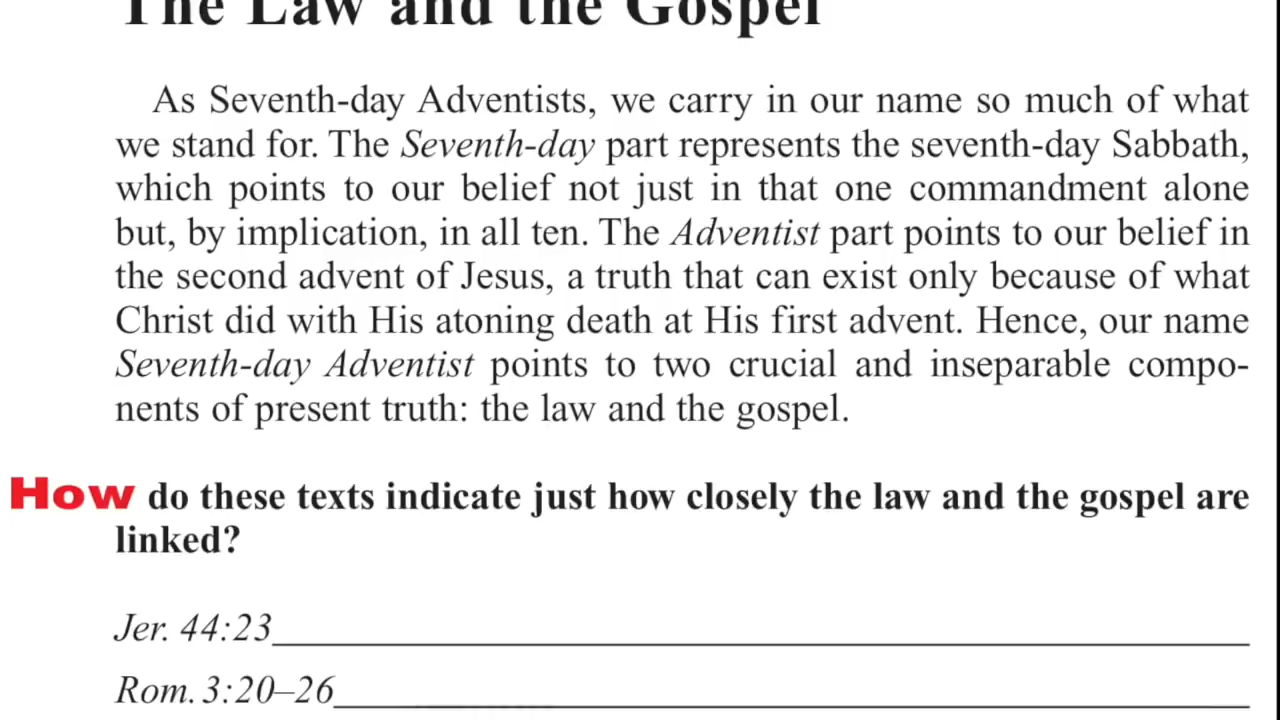 The Law and the Gospel
As Seventh-day Adventists, we carry in our name so much of what
we stand for. The Seventh-day part represents the seventh-day Sabbath,
which points to our belief not just in that one commandment alone
but, by implication, in all ten. The Adventist part points to our belief in
the second advent of Jesus, a truth that can exist only because of what
Christ did with His atoning death at His first advent. Hence, our name
Seventh-day Adventist points to two crucial and inseparable compo-
nents of present truth: the law and the gospel.
How do these texts indicate just how closely the law and the gospel are
linked?
Jer. 44:23
Rom. 3:20–26